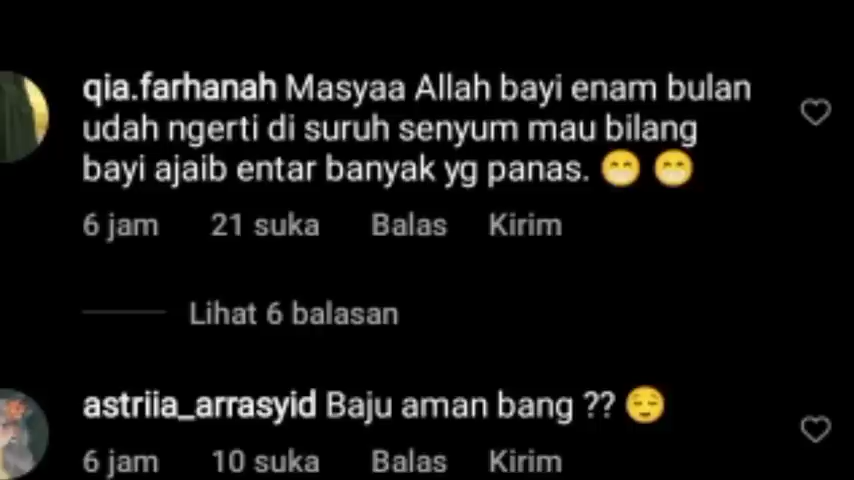 qia.farhanah Masyaa Allah bayi enam bulan
udah ngerti di suruh senyum mau bilang
bayi ajaib entar banyak yg panas. 😁 😁
6 jam 21 suka Balas Kirim
Lihat 6 balasan
astriia_arrasyid Baju aman bang ?? 😌
6 jam 10 suka Balas Kirim